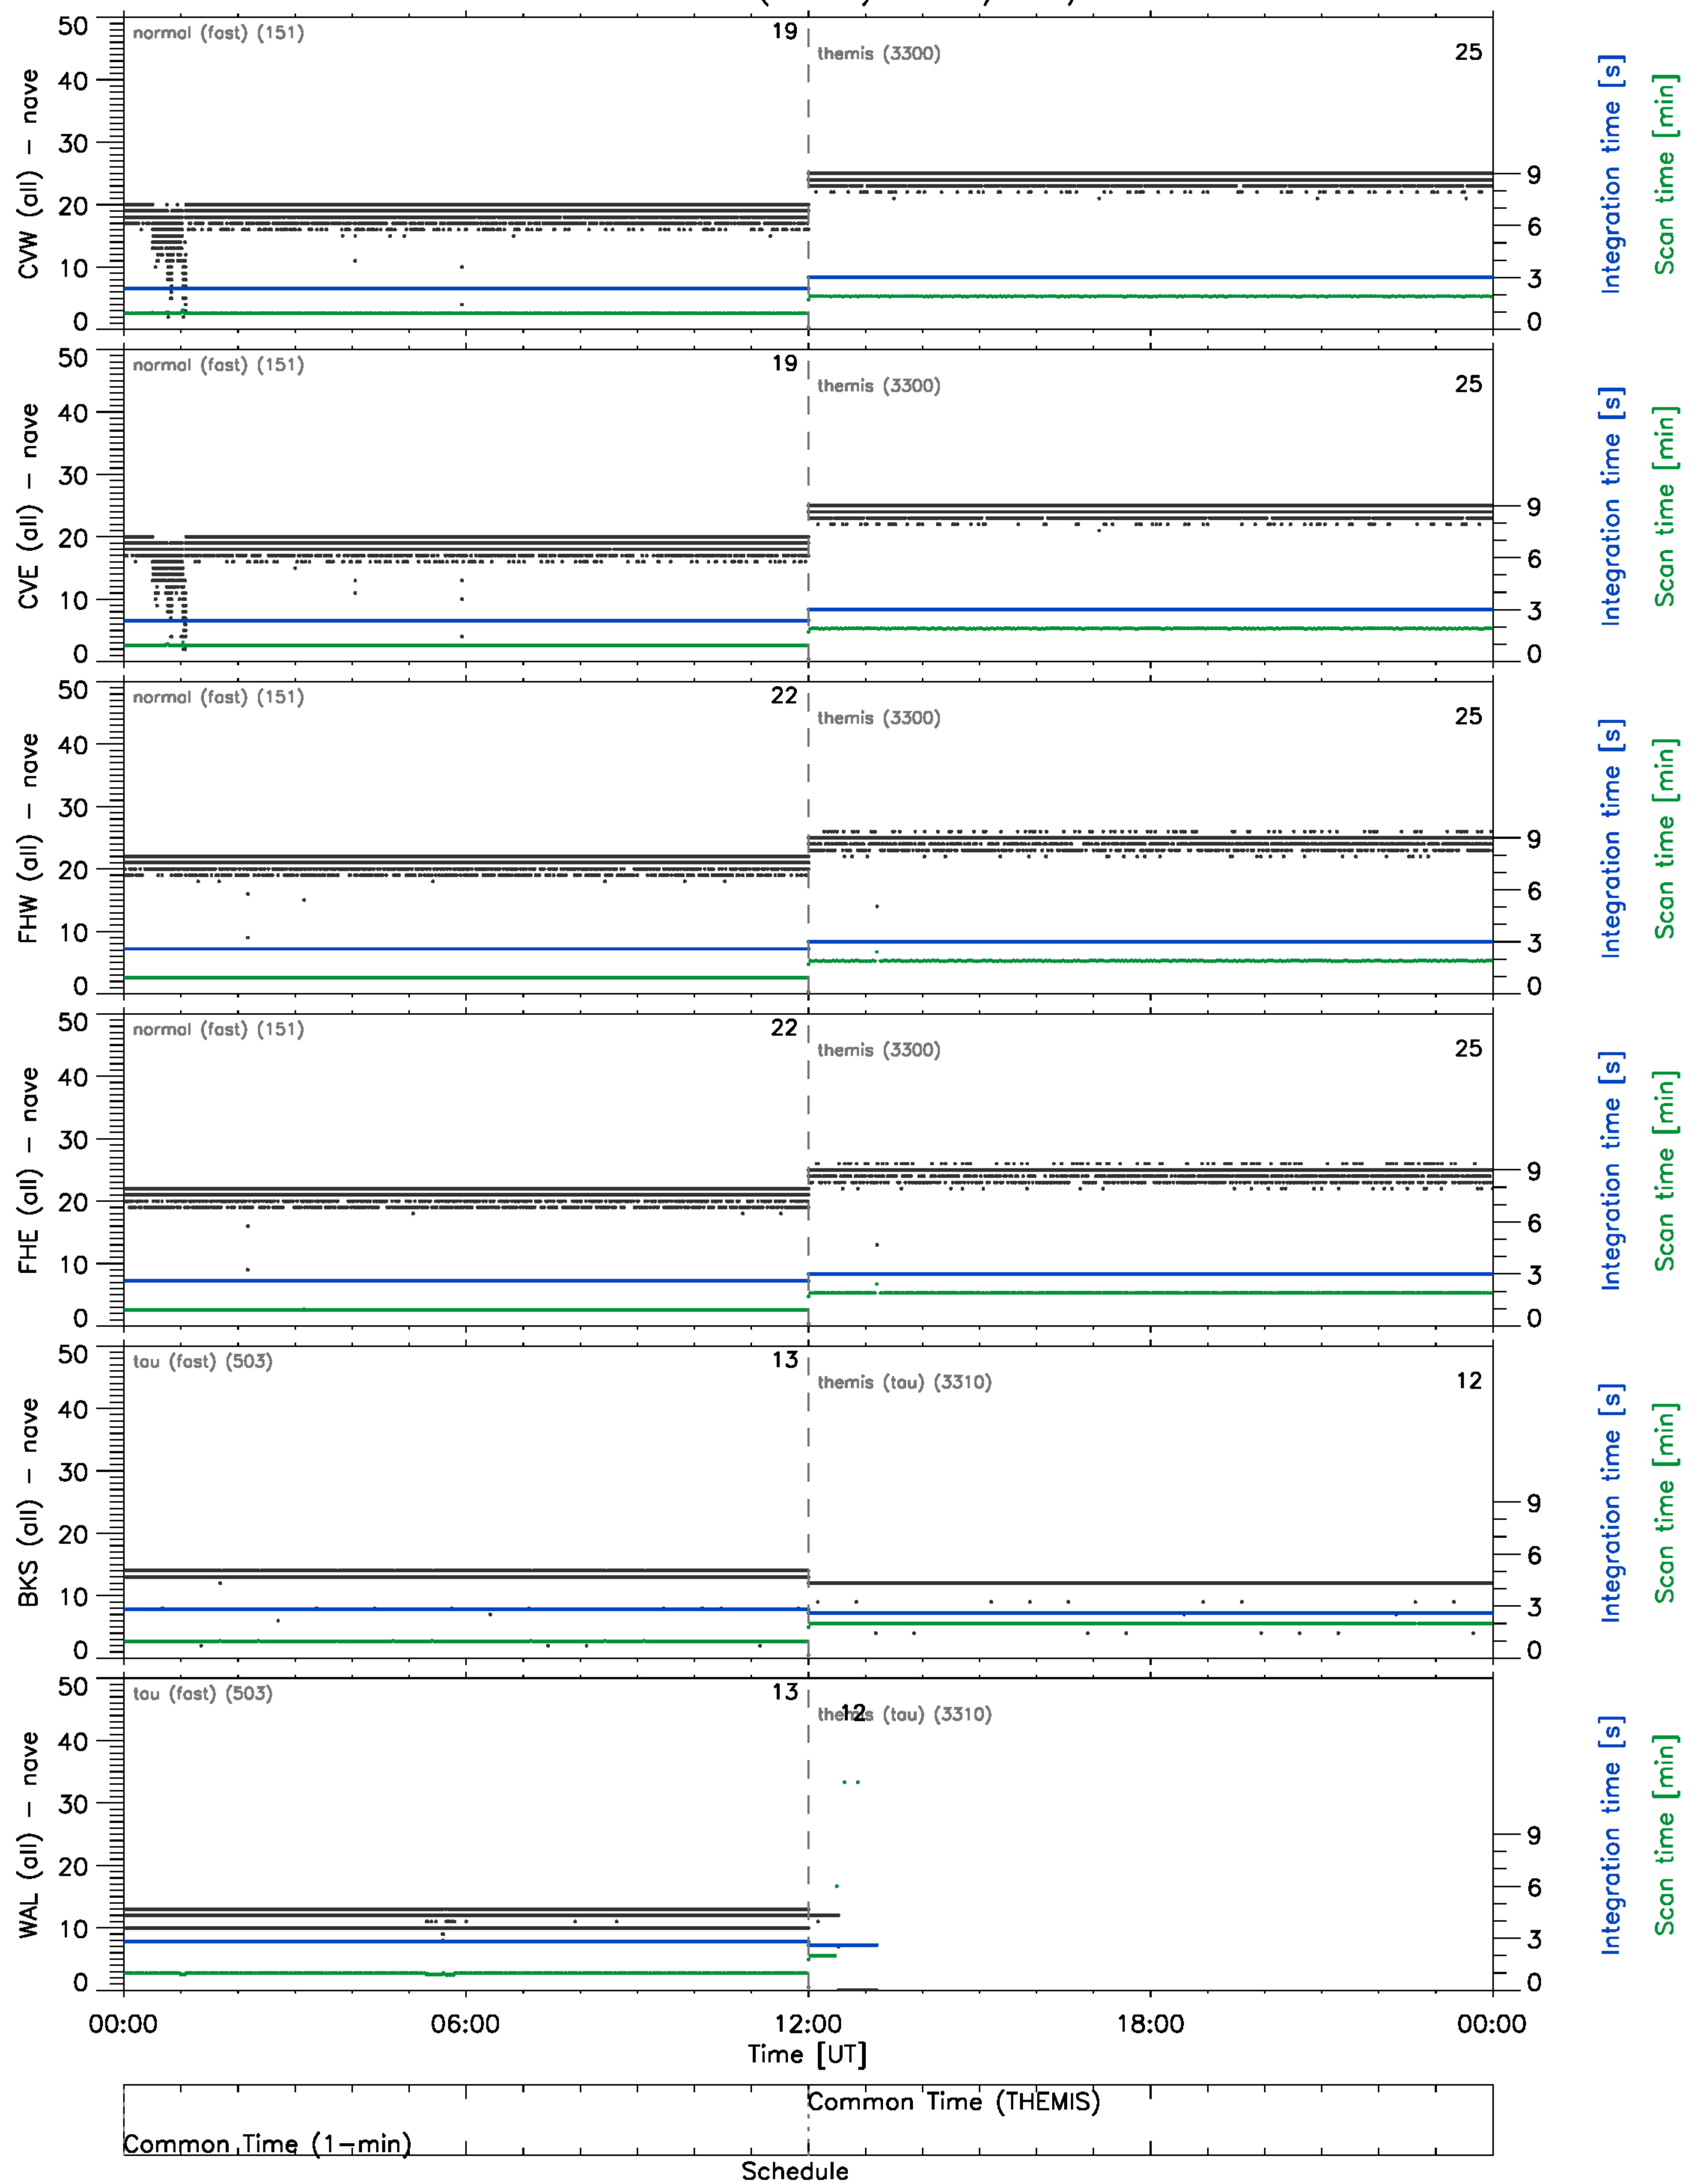 CVW (all) - nave
50
40
30
20
10
0
normal (fast) (151)
19
themis (3300)
25
9
6
3
0
Integration time [s]
Scan time [min]
CVE (all) - nave
50
40
30
20
10
0
normal (fast) (151)
19
themis (3300)
25
9
6
3
0
Integration time [s]
Scan time [min]
FHW (all) - nave
50
40
30
20
10
0
normal (fast) (151)
22
themis (3300)
25
9
6
3
0
Integration time [s]
Scan time [min]
FHE (all) - nave
50
40
30
20
10
0
normal (fast) (151)
22
themis (3300)
25
9
6
3
0
Integration time [s]
Scan time [min]
BKS (all) - nave
50
40
30
20
10
0
tau (fast) (503)
13
themis (tau) (3310)
12
9
6
3
0
Integration time [s]
Scan time [min]
WAL (all) - nave
50
40
30
20
10
0
tau (fast) (503)
13
themis (tau) (3310)
12
9
6
3
0
Integration time [s]
Scan time [min]
00:00
06:00
12:00
18:00
00:00
Time [UT]
Common Time (THEMIS)
Common Time (1-min)
Schedule